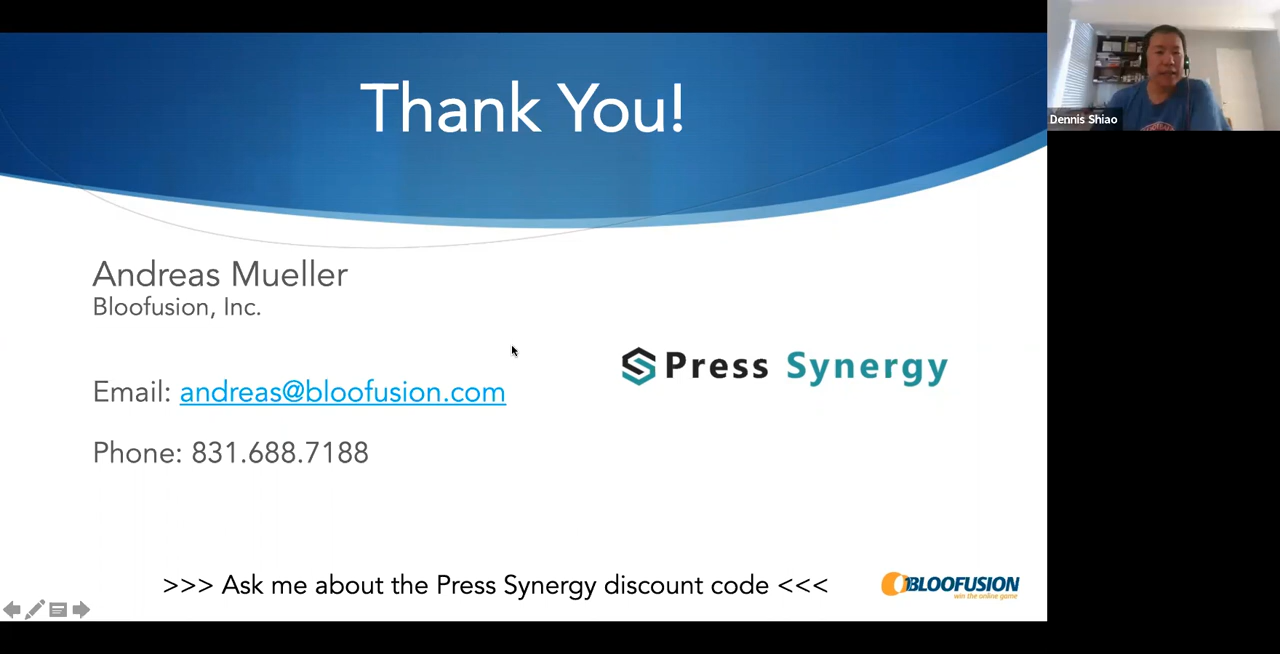 Thank You!
Dennis Shiao
Andreas Mueller
Bloofusion, Inc.
Email: andreas@bloofusion.com
Press Synergy
Phone: 831.688.7188
>>> Ask me about the Press Synergy discount code <<<
BLOOFUSION
win the online game